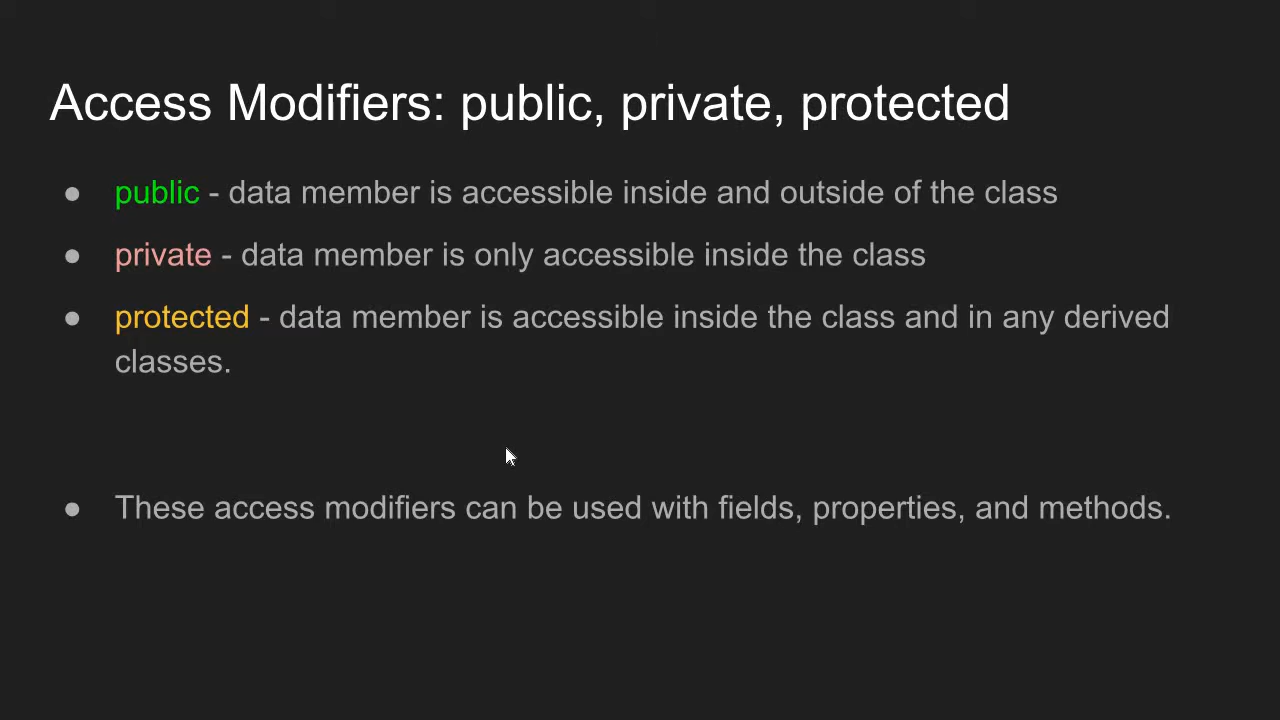 Access Modifiers: public, private, protected
● public - data member is accessible inside and outside of the class
● private - data member is only accessible inside the class
● protected - data member is accessible inside the class and in any derived
classes.
● These access modifiers can be used with fields, properties, and methods.